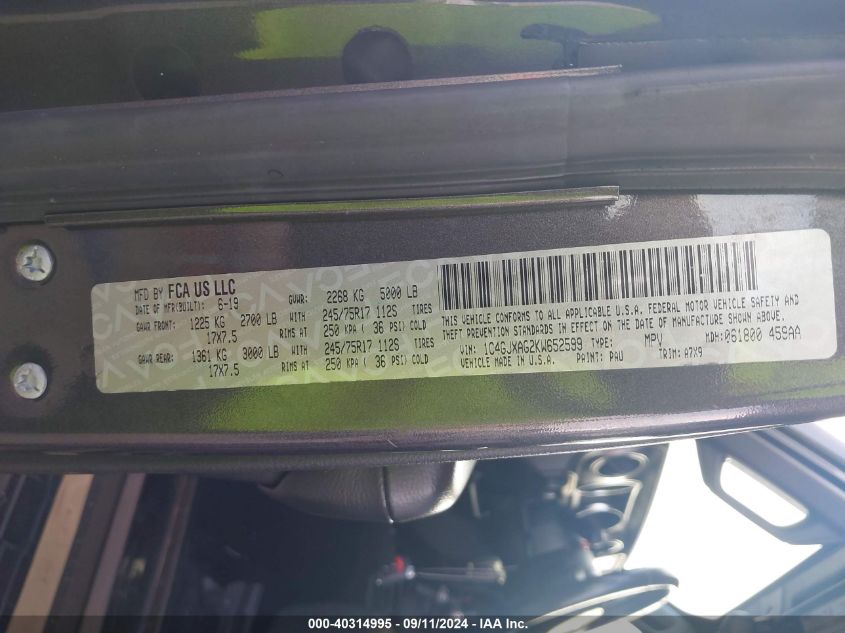 MFD BY FCA US LLC
DATE OF MFR(BUILT): 6-19 GVWR: 2268 KG 5000 LB
GAWR FRONT: 1225 KG 2700 LB WITH 245/75R17 112S TIRES
17X7.5 RIMS AT 250 KPA ( 36 PSI) COLD
GAWR REAR: 1361 KG 3000 LB WITH 245/75R17 112S TIRES
17X7.5 RIMS AT 250 KPA ( 36 PSI) COLD
THIS VEHICLE CONFORMS TO ALL APPLICABLE U.S.A. FEDERAL MOTOR VEHICLE SAFETY AND
THEFT PREVENTION STANDARDS IN EFFECT ON THE DATE OF MANUFACTURE SHOWN ABOVE.
VIN: 1C4GJXAG2KW652599 TYPE: MPV MDH: 061800 45SAA
VEHICLE MADE IN U.S.A. PAINT: PAU TRIM: A7X9
000-40314995 - 09/11/2024 - IAA Inc.